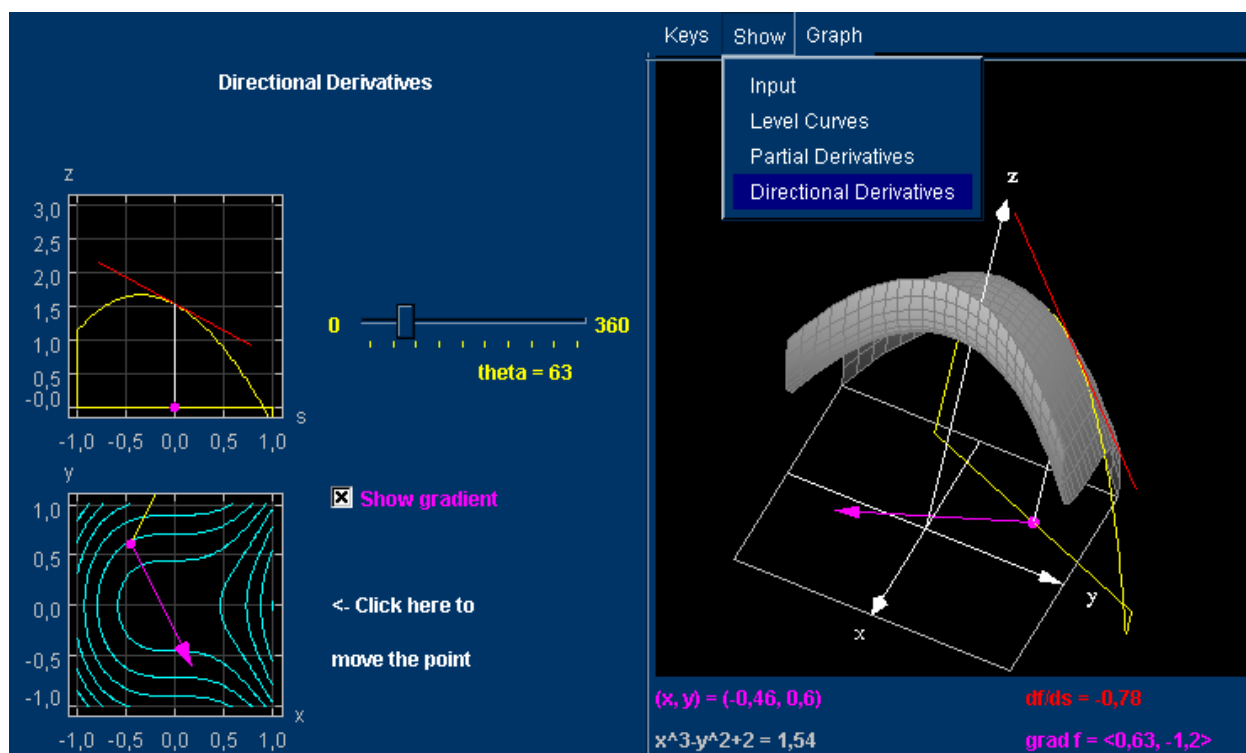 Keys Show Graph
Input
Level Curves
Partial Derivatives
Directional Derivatives
Directional Derivatives
z
3,0
2,5
2,0
1,5
1,0
0,5
-0,0
s
-1,0 -0,5 0,0 0,5 1,0
0 360
theta = 63
y
1,0
0,5
0,0
-0,5
-1,0
x
-1,0 -0,5 0,0 0,5 1,0
Show gradient
<- Click here to
move the point
z
y
x
(x, y) = (-0,46, 0,6) df/ds = -0,78
x^3-y^2+2 = 1,54 grad f = <0,63, -1,2>